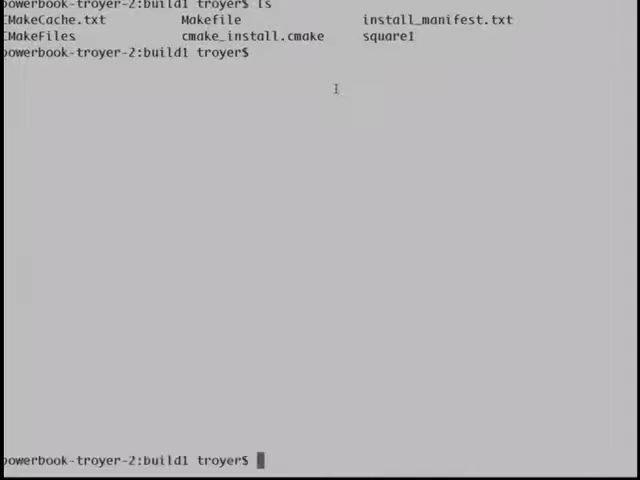 powerbook-troyer-2:build1 troyer$ ls
CMakeCache.txt Makefile install_manifest.txt
CMakeFiles cmake_install.cmake square1
powerbook-troyer-2:build1 troyer$
powerbook-troyer-2:build1 troyer$